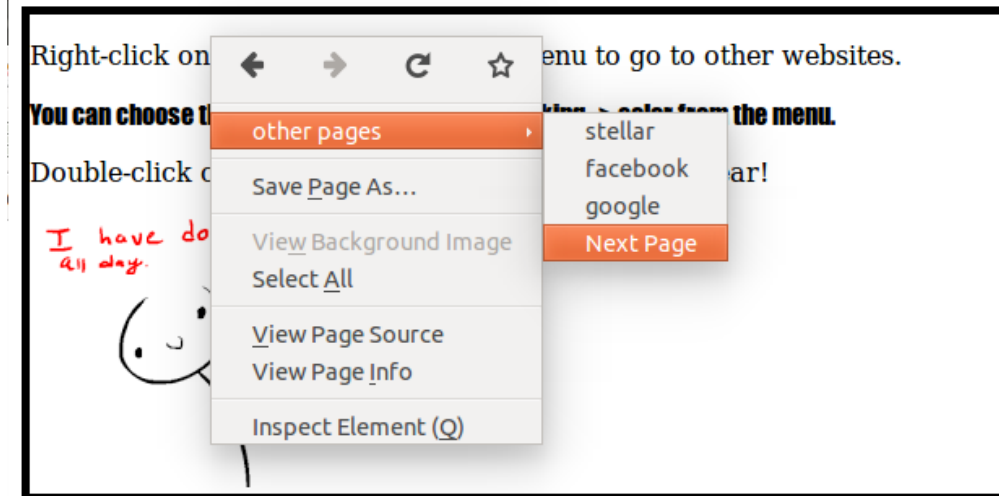 Right-click on
enu to go to other websites.
You can choose t
color from the menu.
Double-click
ar!
I have do
all day.
other pages
Save Page As...
View Background Image
Select All
View Page Source
View Page Info
Inspect Element (Q)
stellar
facebook
google
Next Page